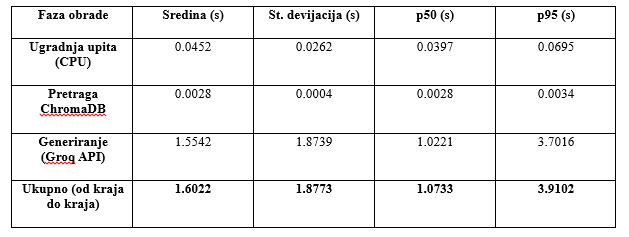 Faza obrade Sredina (s) St. devijacija (s) p50 (s) p95 (s)
Ugradnja upita 0.0452 0.0262 0.0397 0.0695
(CPU)
Pretraga 0.0028 0.0004 0.0028 0.0034
ChromaDB
Generiranje 1.5542 1.8739 1.0221 3.7016
(Groq API)
Ukupno (od kraja 1.6022 1.8773 1.0733 3.9102
do kraja)